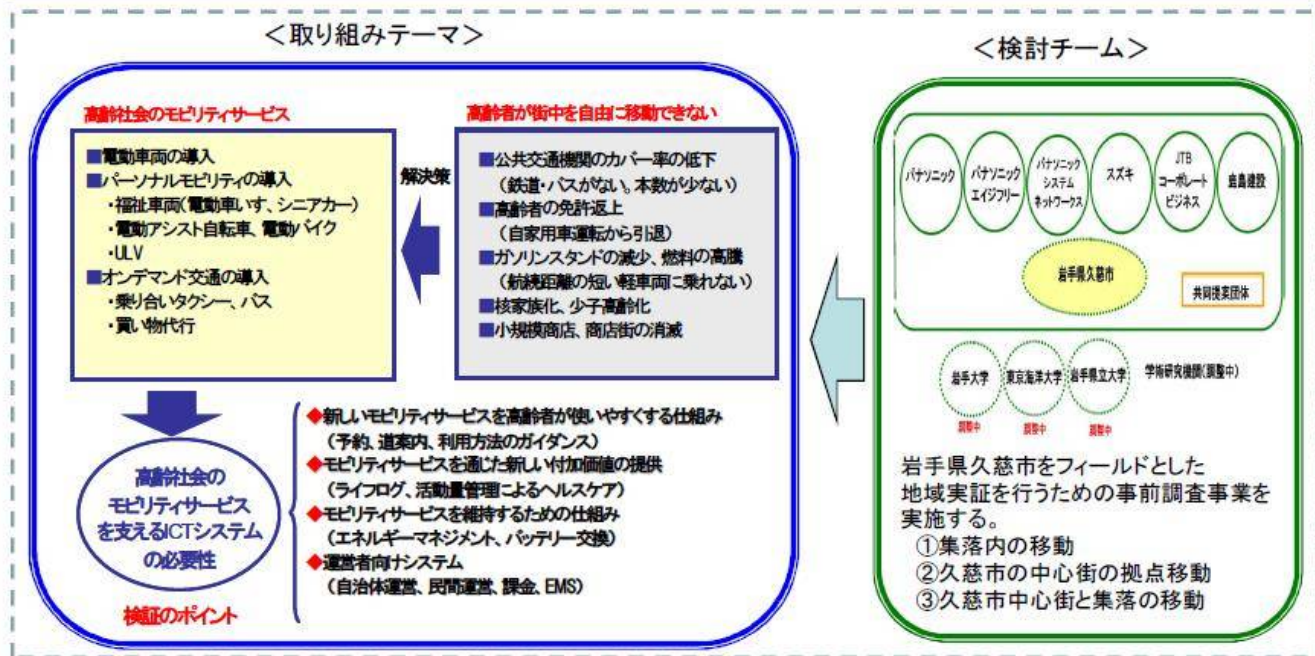 ＜取り組みテーマ＞
高齢社会のモビリティサービス
■電動車両の導入
■パーソナルモビリティの導入
・福祉車両(電動車いす、シニアカー)
・電動アシスト自転車、電動バイク
・ULV
■オンデマンド交通の導入
・乗り合いタクシー、バス
・買い物代行
解決策
高齢者が街中を自由に移動できない
■公共交通機関のカバー率の低下
（鉄道・バスがない。本数が少ない）
■高齢者の免許返上
（自家用車運転から引退）
■ガソリンスタンドの減少、燃料の高騰
（航続距離の短い軽車両に乗れない）
■核家族化、少子高齢化
■小規模商店、商店街の消滅
高齢社会の
モビリティサービス
を支えるICTシステム
の必要性
検証のポイント
◆新しいモビリティサービスを高齢者が使いやすくする仕組み
（予約、道案内、利用方法のガイダンス）
◆モビリティサービスを通じた新しい付加価値の提供
（ライフログ、活動量管理によるヘルスケア）
◆モビリティサービスを維持するための仕組み
（エネルギーマネジメント、バッテリー交換）
◆運営者向けシステム
（自治体運営、民間運営、課金、EMS）
＜検討チーム＞
パナソニック
パナソニック
エイジフリー
パナソニック
システム
ネットワークス
スズキ
JTB
コーポレート
ビジネス
鹿島建設
岩手県久慈市
共同提案団体
岩手大学
東京海洋大学
岩手県立大学
学術研究機関(調整中)
調整中
調整中
調整中
岩手県久慈市をフィールドとした
地域実証を行うための事前調査事業を
実施する。
①集落内の移動
②久慈市の中心街の拠点移動
③久慈市中心街と集落の移動